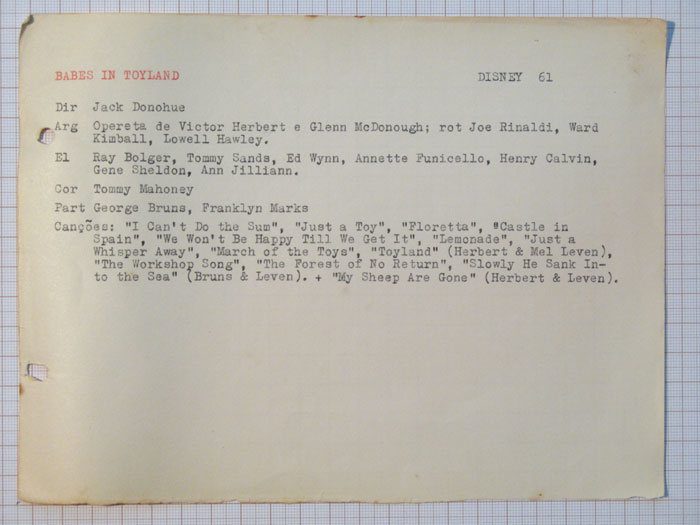 BABES IN TOYLAND DISNEY 61
Dir Jack Donohue
Arg Opereta de Victor Herbert e Glenn McDonough; rot Joe Rinaldi, Ward
Kimball, Lowell Hawley.
El Ray Bolger, Tommy Sands, Ed Wynn, Annette Funicello, Henry Calvin,
Gene Sheldon, Ann Jilliann.
Cor Tommy Mahoney
Part George Bruns, Franklyn Marks
Canções: "I Can't Do the Sum", "Just a Toy", "Floretta", "Castle in
Spain", "We Won't Be Happy Till We Get It", "Lemonade", "Just a
Whisper Away", "March of the Toys", "Toyland" (Herbert & Mel Leven),
"The Workshop Song", "The Forest of No Return", "Slowly He Sank In-
to the Sea" (Bruns & Leven). + "My Sheep Are Gone" (Herbert & Leven).